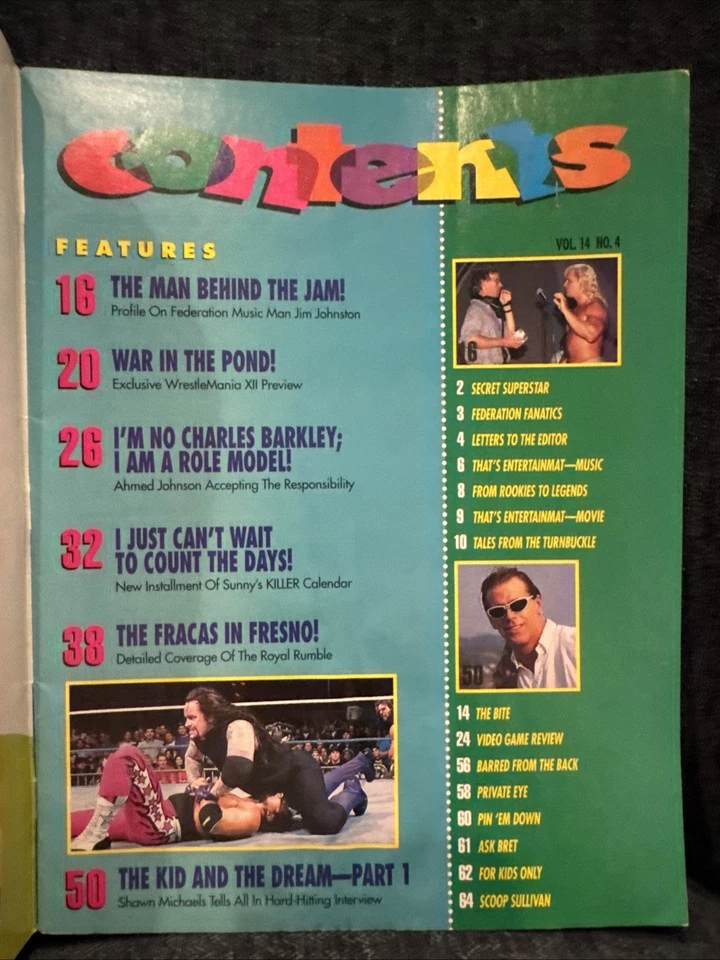 contents
FEATURES
16 THE MAN BEHIND THE JAM!
Profile On Federation Music Man Jim Johnston
20 WAR IN THE POND!
Exclusive WrestleMania XII Preview
26 I'M NO CHARLES BARKLEY;
I AM A ROLE MODEL!
Ahmed Johnson Accepting The Responsibility
32 I JUST CAN'T WAIT
TO COUNT THE DAYS!
New Installment Of Sunny's KILLER Calendar
38 THE FRACAS IN FRESNO!
Detailed Coverage Of The Royal Rumble
50 THE KID AND THE DREAM—PART 1
Shawn Michaels Tells All In Hard-Hitting Interview
VOL. 14 NO. 4
16
2 SECRET SUPERSTAR
3 FEDERATION FANATICS
4 LETTERS TO THE EDITOR
6 THAT'S ENTERTAINMAT—MUSIC
8 FROM ROOKIES TO LEGENDS
9 THAT'S ENTERTAINMAT—MOVIE
10 TALES FROM THE TURNBUCKLE
50
14 THE BITE
24 VIDEO GAME REVIEW
56 BARRED FROM THE BACK
58 PRIVATE EYE
60 PIN 'EM DOWN
61 ASK BRET
62 FOR KIDS ONLY
64 SCOOP SULLIVAN